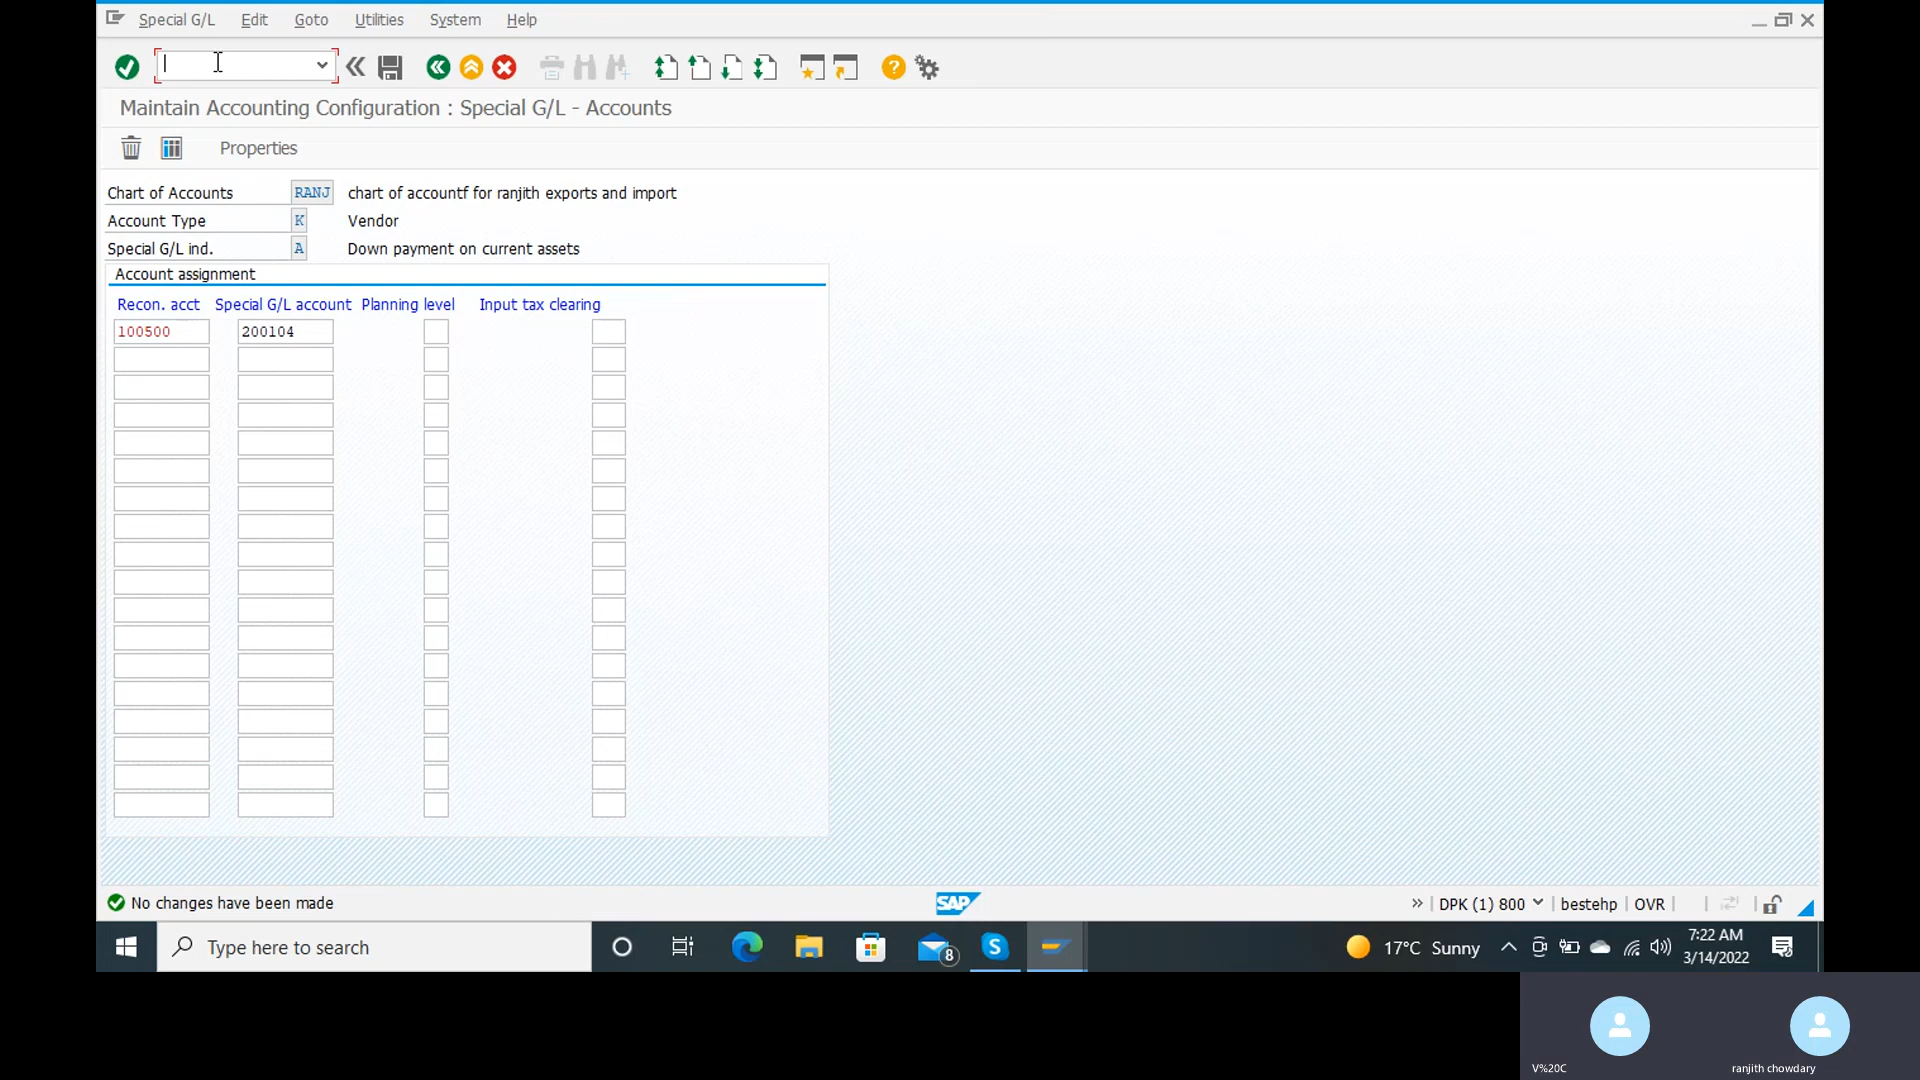 Special G/L Edit Goto Utilities System Help
Maintain Accounting Configuration : Special G/L - Accounts
Properties
Chart of Accounts RANJ chart of accountf for ranjith exports and import
Account Type K Vendor
Special G/L ind. A Down payment on current assets
Account assignment
Recon. acct Special G/L account Planning level Input tax clearing
100500 200104
No changes have been made SAP DPK (1) 800 bestehp OVR
Type here to search 8 17°C Sunny 7:22 AM
3/14/2022
V%20C ranjith chowdary